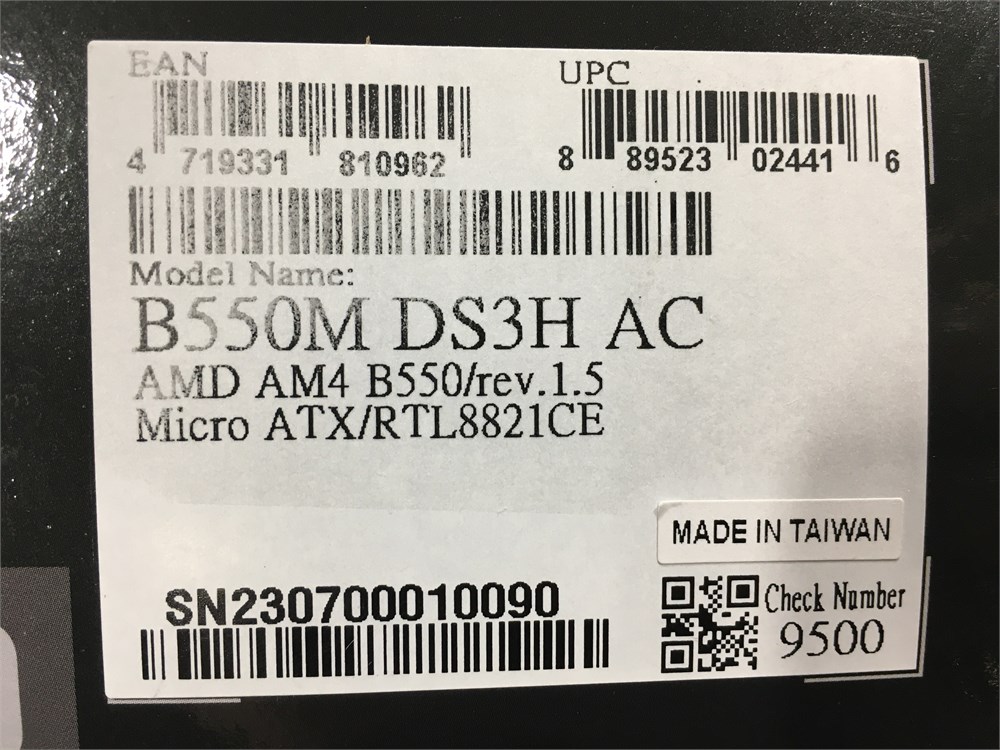 EAN
UPC
4 719331 810962
8 89523 02441 6
Model Name:
B550M DS3H AC
AMD AM4 B550/rev.1.5
Micro ATX/RTL8821CE
MADE IN TAIWAN
SN230700010090
Check Number
9500